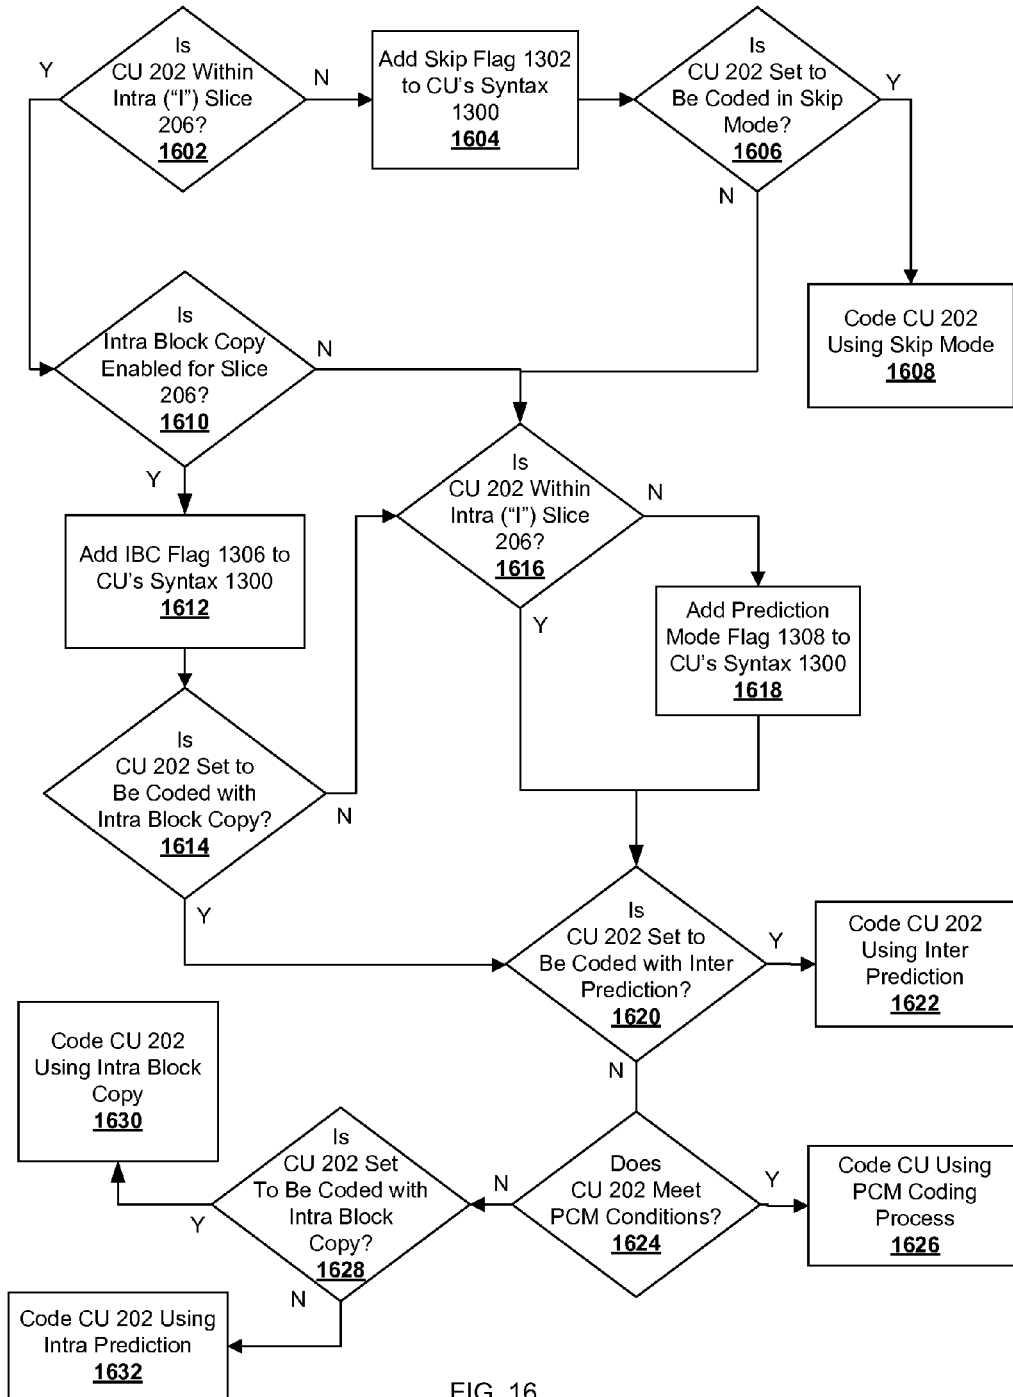 Is
CU 202 Within
Intra (“I”) Slice
206?
1602
Y
N
Add Skip Flag 1302
to CU's Syntax
1300
1604
Is
CU 202 Set to
Be Coded in Skip
Mode?
1606
Y
N
Code CU 202
Using Skip Mode
1608
Is
Intra Block Copy
Enabled for Slice
206?
1610
N
Y
Add IBC Flag 1306 to
CU's Syntax 1300
1612
Is
CU 202 Within
Intra (“I”) Slice
206?
1616
N
Y
Add Prediction
Mode Flag 1308 to
CU's Syntax 1300
1618
Is
CU 202 Set to
Be Coded with
Intra Block Copy?
1614
N
Y
Is
CU 202 Set to
Be Coded with Inter
Prediction?
1620
Y
N
Code CU 202
Using Inter
Prediction
1622
Does
CU 202 Meet
PCM Conditions?
1624
Y
N
Code CU Using
PCM Coding
Process
1626
Is
CU 202 Set
To Be Coded with
Intra Block
Copy?
1628
Y
N
Code CU 202
Using Intra Block
Copy
1630
Code CU 202 Using
Intra Prediction
1632
FIG. 16